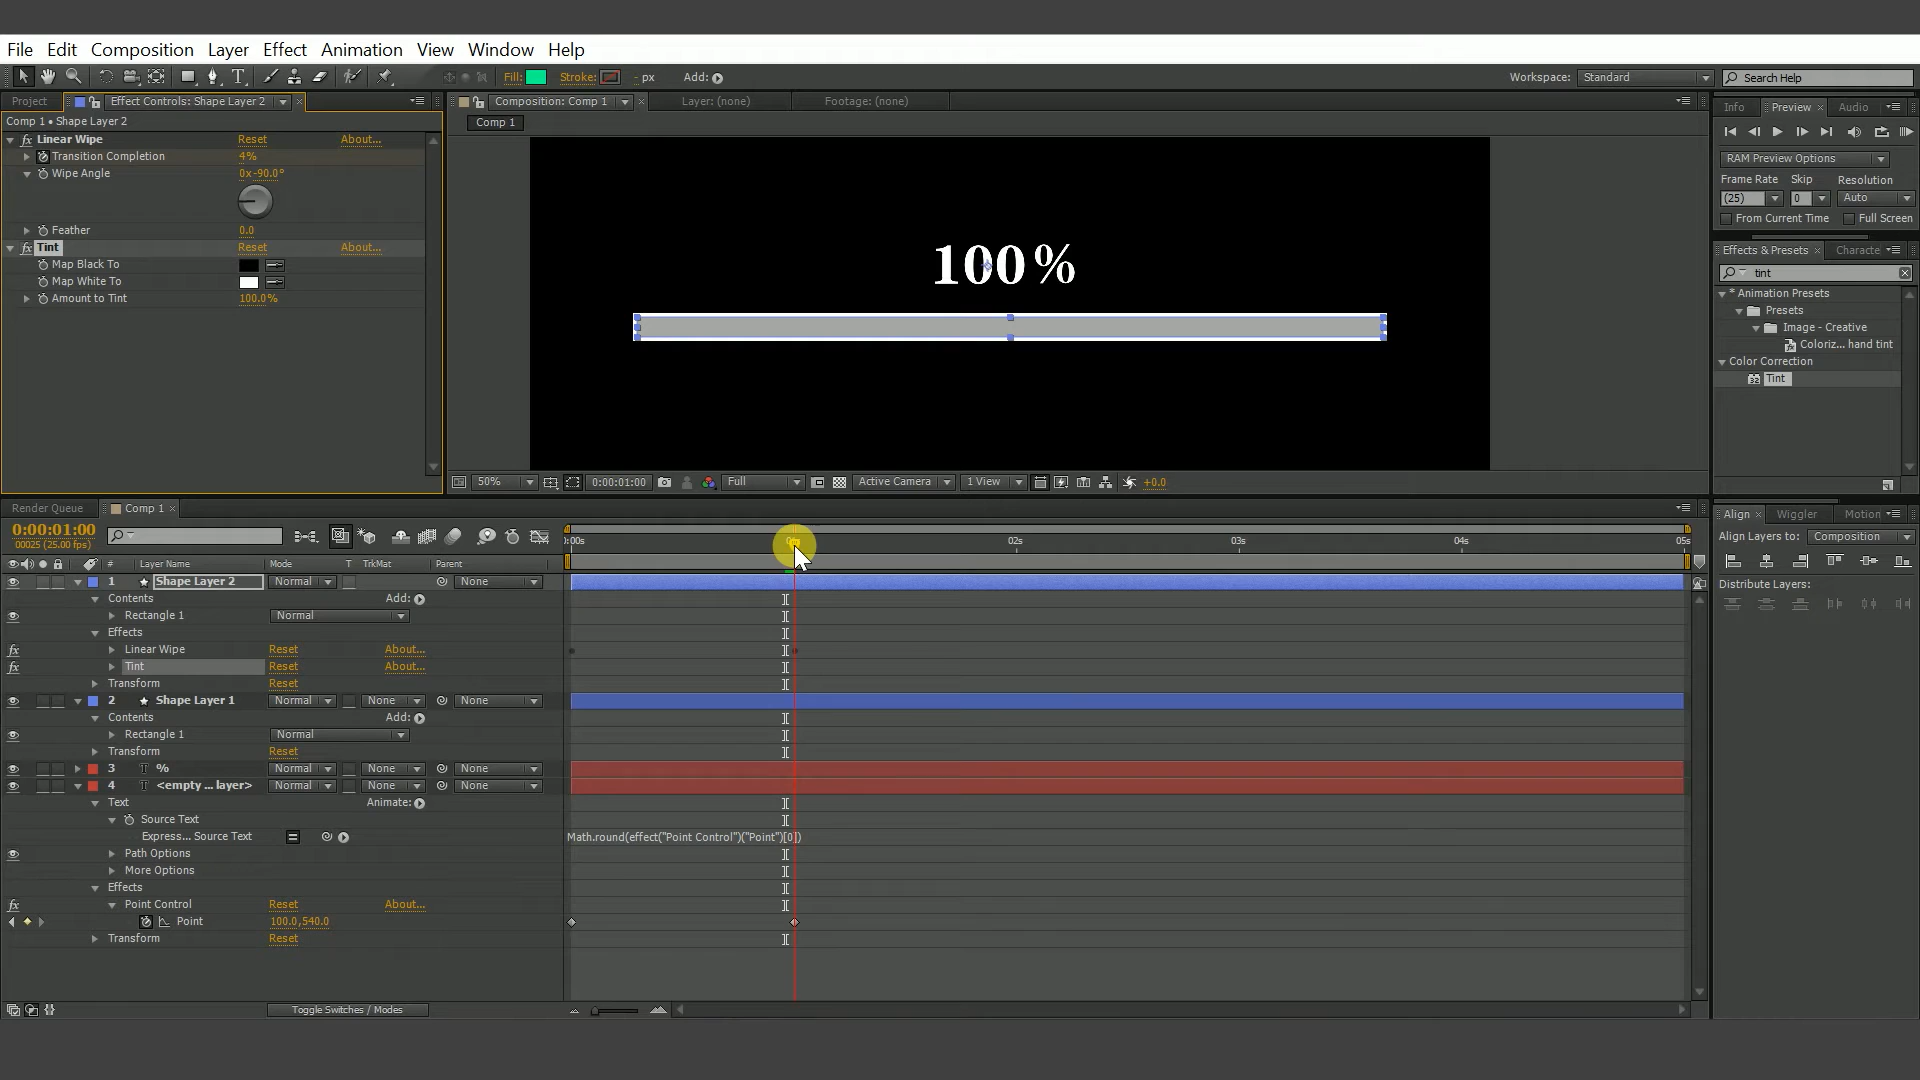 File Edit Composition Layer Effect Animation View Window Help
Fill: Stroke: - px Add: Workspace: Standard Search Help
Project Effect Controls: Shape Layer 2 Composition: Comp 1 Layer: (none) Footage: (none) Info Preview Audio
Comp 1 • Shape Layer 2 Comp 1
Linear Wipe Reset About...
Transition Completion 4%
Wipe Angle 0x-90.0°
Feather 0.0
Tint Reset About...
Map Black To
Map White To
Amount to Tint 100.0%
100%
50% 0:00:01:00 Full Active Camera 1 View +0.0
RAM Preview Options
Frame Rate Skip Resolution
(25) 0 Auto
From Current Time Full Screen
Effects & Presets Characte
tint
* Animation Presets
Presets
Image - Creative
Coloriz... hand tint
Color Correction
32 Tint
Render Queue Comp 1
0:00:01:00
00025 (25.00 fps)
0:00s 02s 03s 04s 05s
# Layer Name Mode T TrkMat Parent
1 Shape Layer 2 Normal None
Contents Add:
Rectangle 1 Normal
Effects
fx Linear Wipe Reset About...
fx Tint Reset About...
Transform Reset
2 Shape Layer 1 Normal None None
Contents Add:
Rectangle 1 Normal
Transform Reset
3 T % Normal None None
4 T <empty ... layer> Normal None None
Text Animate:
Source Text
Express... Source Text Math.round(effect("Point Control")("Point")[0])
Path Options
More Options
Effects
fx Point Control Reset About...
Point 100.0,540.0
Transform Reset
Toggle Switches / Modes
Align Wiggler Motion
Align Layers to: Composition
Distribute Layers: